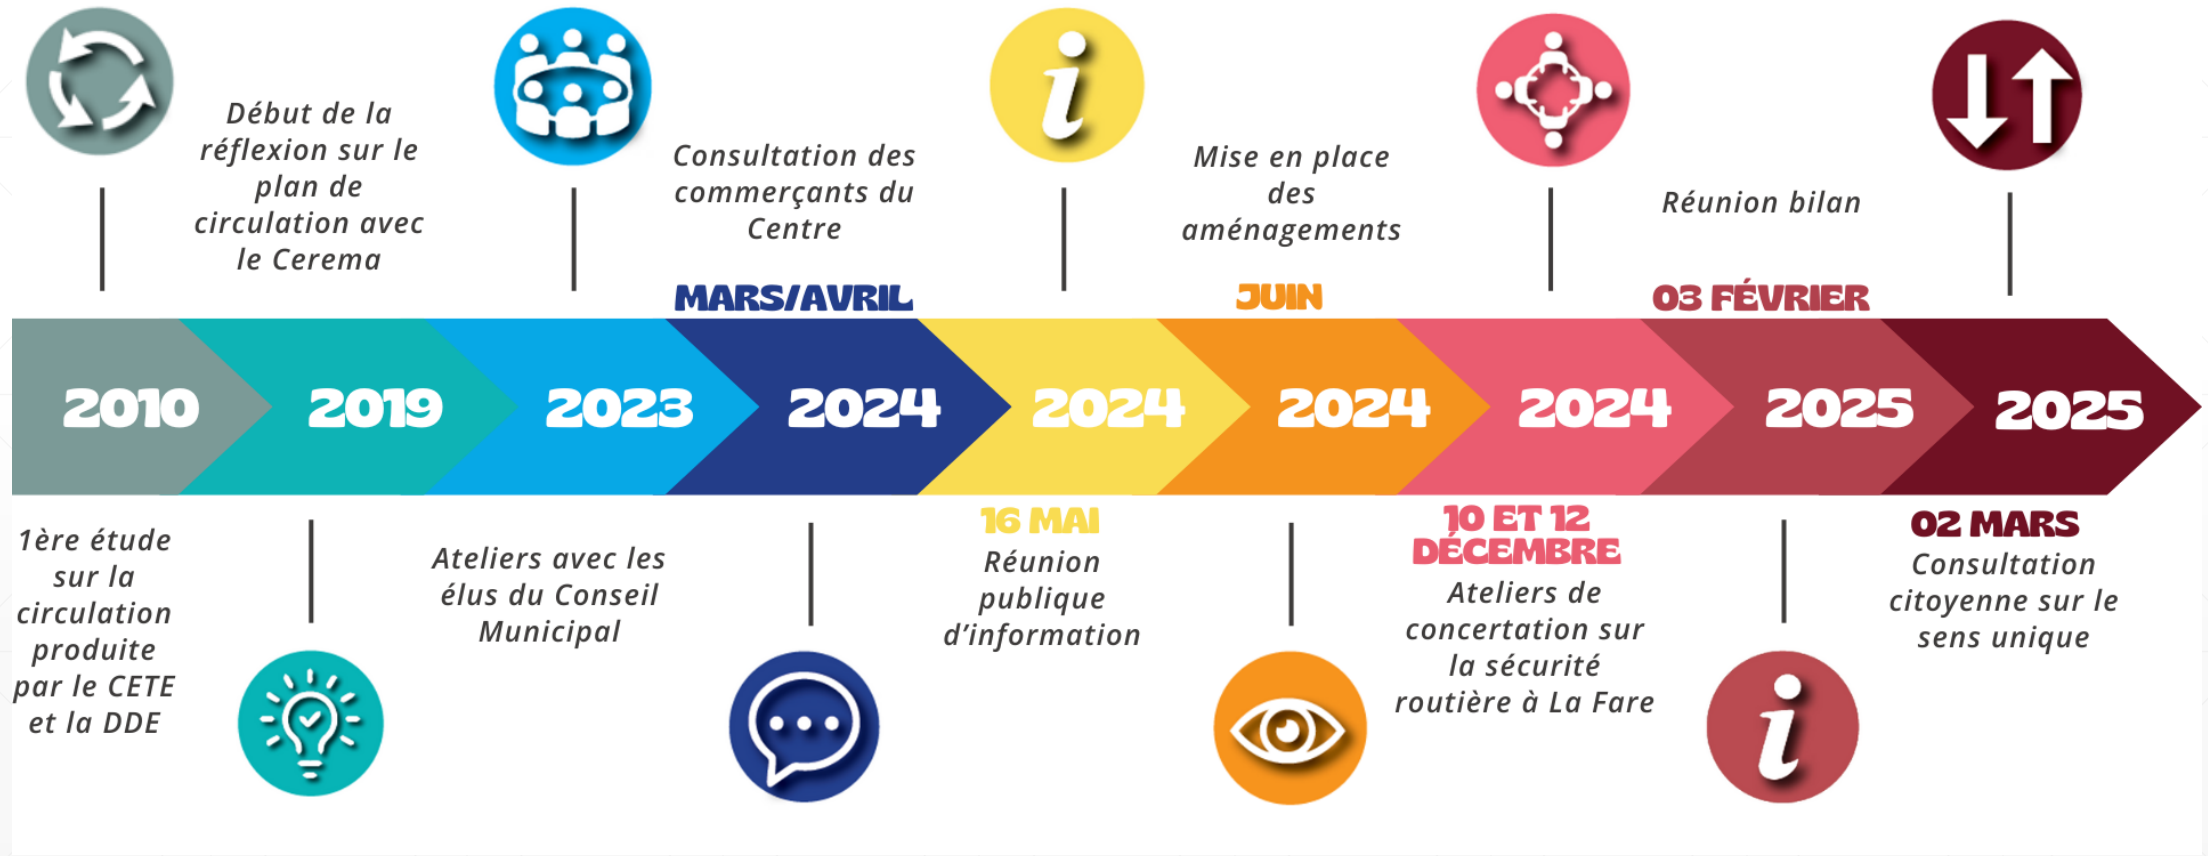 Début de la
réflexion sur le
plan de
circulation avec
le Cerema
Consultation des
commerçants du
Centre
MARS/AVRIL
Mise en place
des
aménagements
JUIN
Réunion bilan
03 FÉVRIER
2010
2019
2023
2024
2024
2024
2024
2025
2025
1ère étude
sur la
circulation
produite
par le CETE
et la DDE
Ateliers avec les
élus du Conseil
Municipal
16 MAI
Réunion
publique
d’information
10 ET 12
DÉCEMBRE
Ateliers de
concertation sur
la sécurité
routière à La Fare
02 MARS
Consultation
citoyenne sur le
sens unique